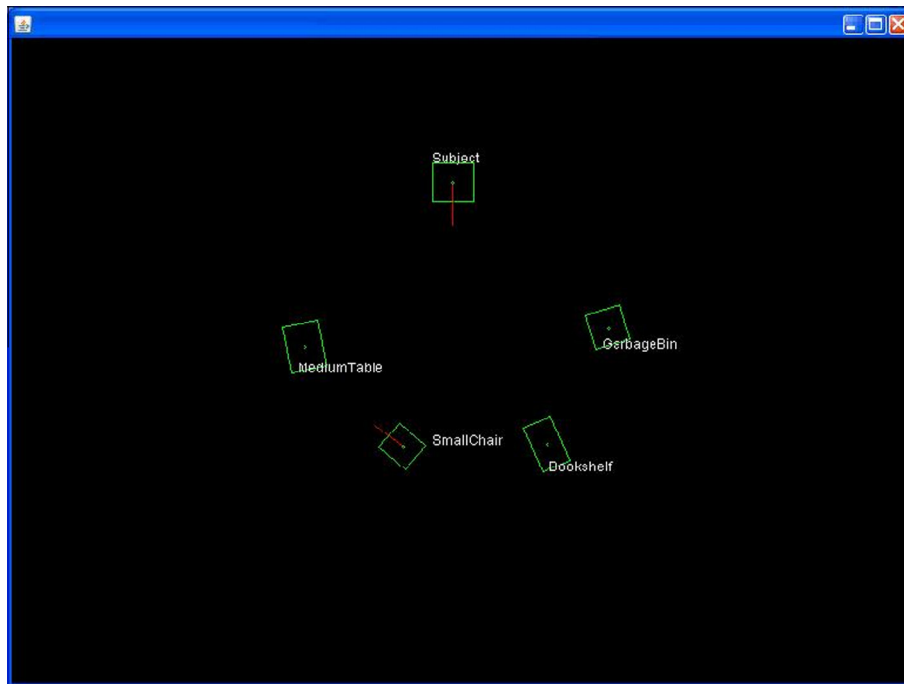 Subject
GarbageBin
MediumTable
SmallChair
Bookshelf